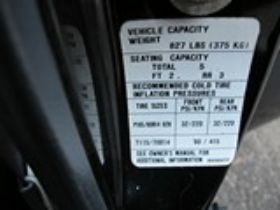 VEHICLE CAPACITY
WEIGHT 827 LBS (375 KG)
SEATING CAPACITY
TOTAL 5
FT 2 . RR 3
RECOMMENDED COLD TIRE
INFLATION PRESSURES
TIRE SIZES FRONT REAR
PSI/KPA PSI/KPA
32-220 32/220
60 / 415
SEE OWNER'S MANUAL FOR
ADDITIONAL INFORMATION